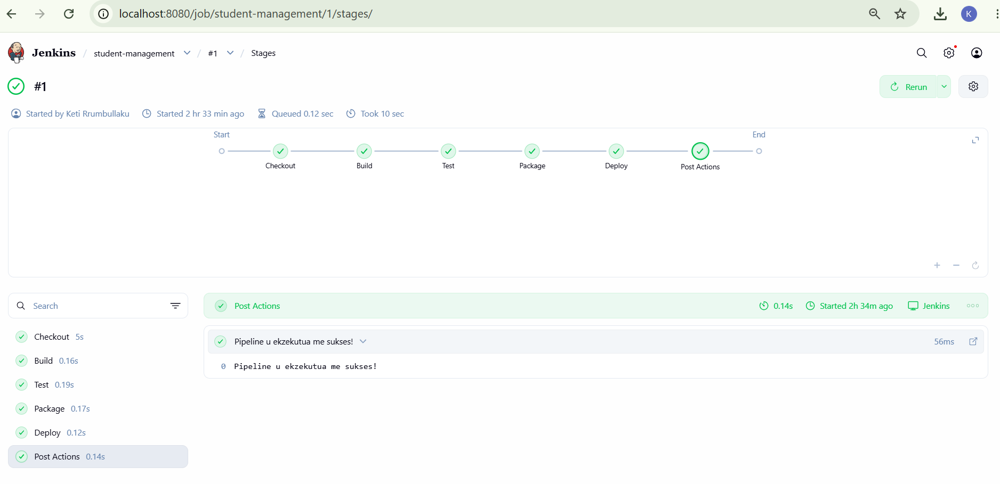 localhost:8080/job/student-management/1/stages/
K
Jenkins / student-management / #1 / Stages
#1
Rerun
Started by Keti Rrumbullaku Started 2 hr 33 min ago Queued 0.12 sec Took 10 sec
Start End
Checkout Build Test Package Deploy Post Actions
Search
Post Actions 0.14s Started 2h 34m ago Jenkins
Checkout 5s
Pipeline u ekzekutua me sukses! 56ms
0 Pipeline u ekzekutua me sukses!
Build 0.16s
Test 0.19s
Package 0.17s
Deploy 0.12s
Post Actions 0.14s